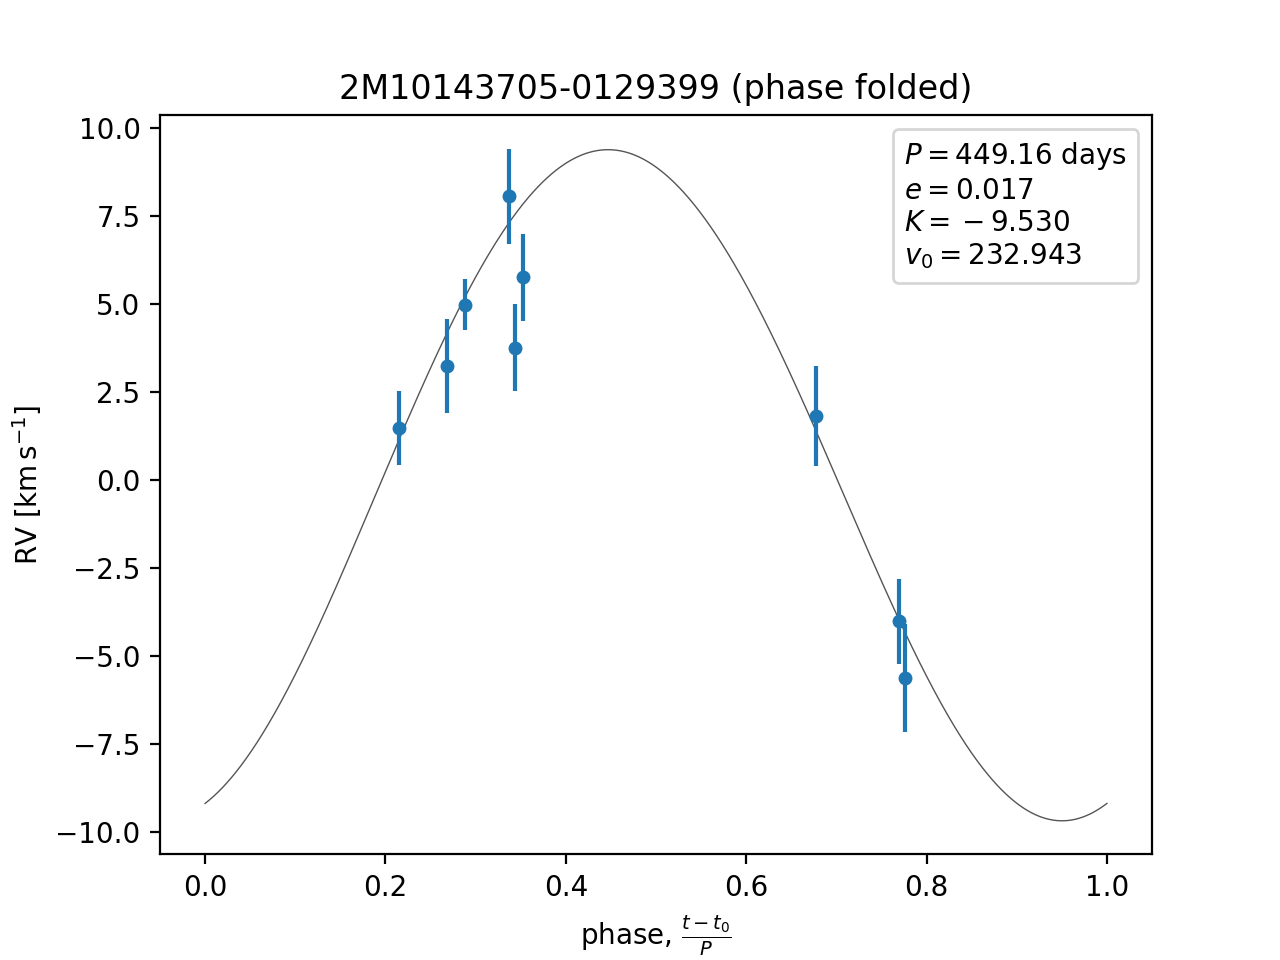 2M10143705-0129399 (phase folded)
P = 449.16 days
e = 0.017
K = −9.530
v₀ = 232.943
RV [km s⁻¹]
10.0
7.5
5.0
2.5
0.0
−2.5
−5.0
−7.5
−10.0
0.0 0.2 0.4 0.6 0.8 1.0
phase, (t − t₀)/P